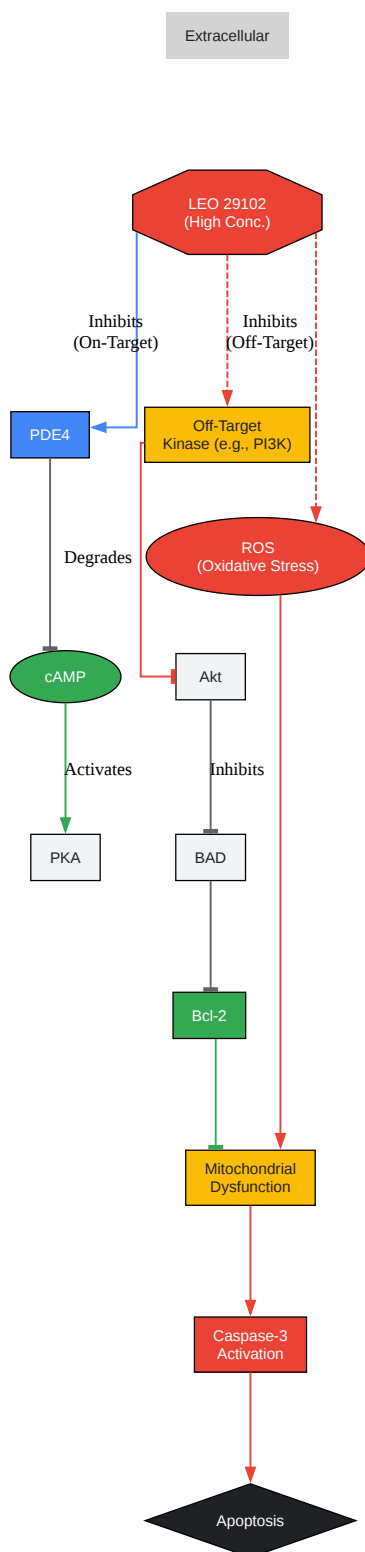 Extracellular
LEO 29102
(High Conc.)
Inhibits
(On-Target)
Inhibits
(Off-Target)
PDE4
Off-Target
Kinase (e.g., PI3K)
Degrades
ROS
(Oxidative Stress)
cAMP
Akt
Activates
Inhibits
PKA
BAD
Bcl-2
Mitochondrial
Dysfunction
Caspase-3
Activation
Apoptosis